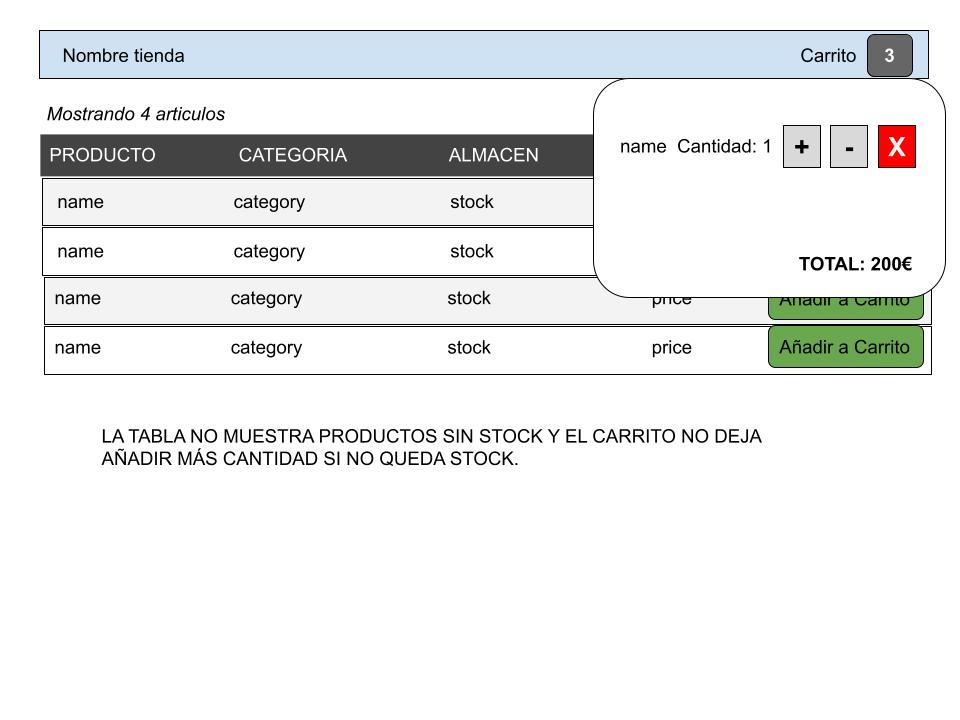 Nombre tienda Carrito 3
Mostrando 4 articulos
PRODUCTO CATEGORIA ALMACEN
name Cantidad: 1 + - X
name category stock
name category stock
TOTAL: 200€
name category stock price Añadir a Carrito
name category stock price Añadir a Carrito
LA TABLA NO MUESTRA PRODUCTOS SIN STOCK Y EL CARRITO NO DEJA
AÑADIR MÁS CANTIDAD SI NO QUEDA STOCK.